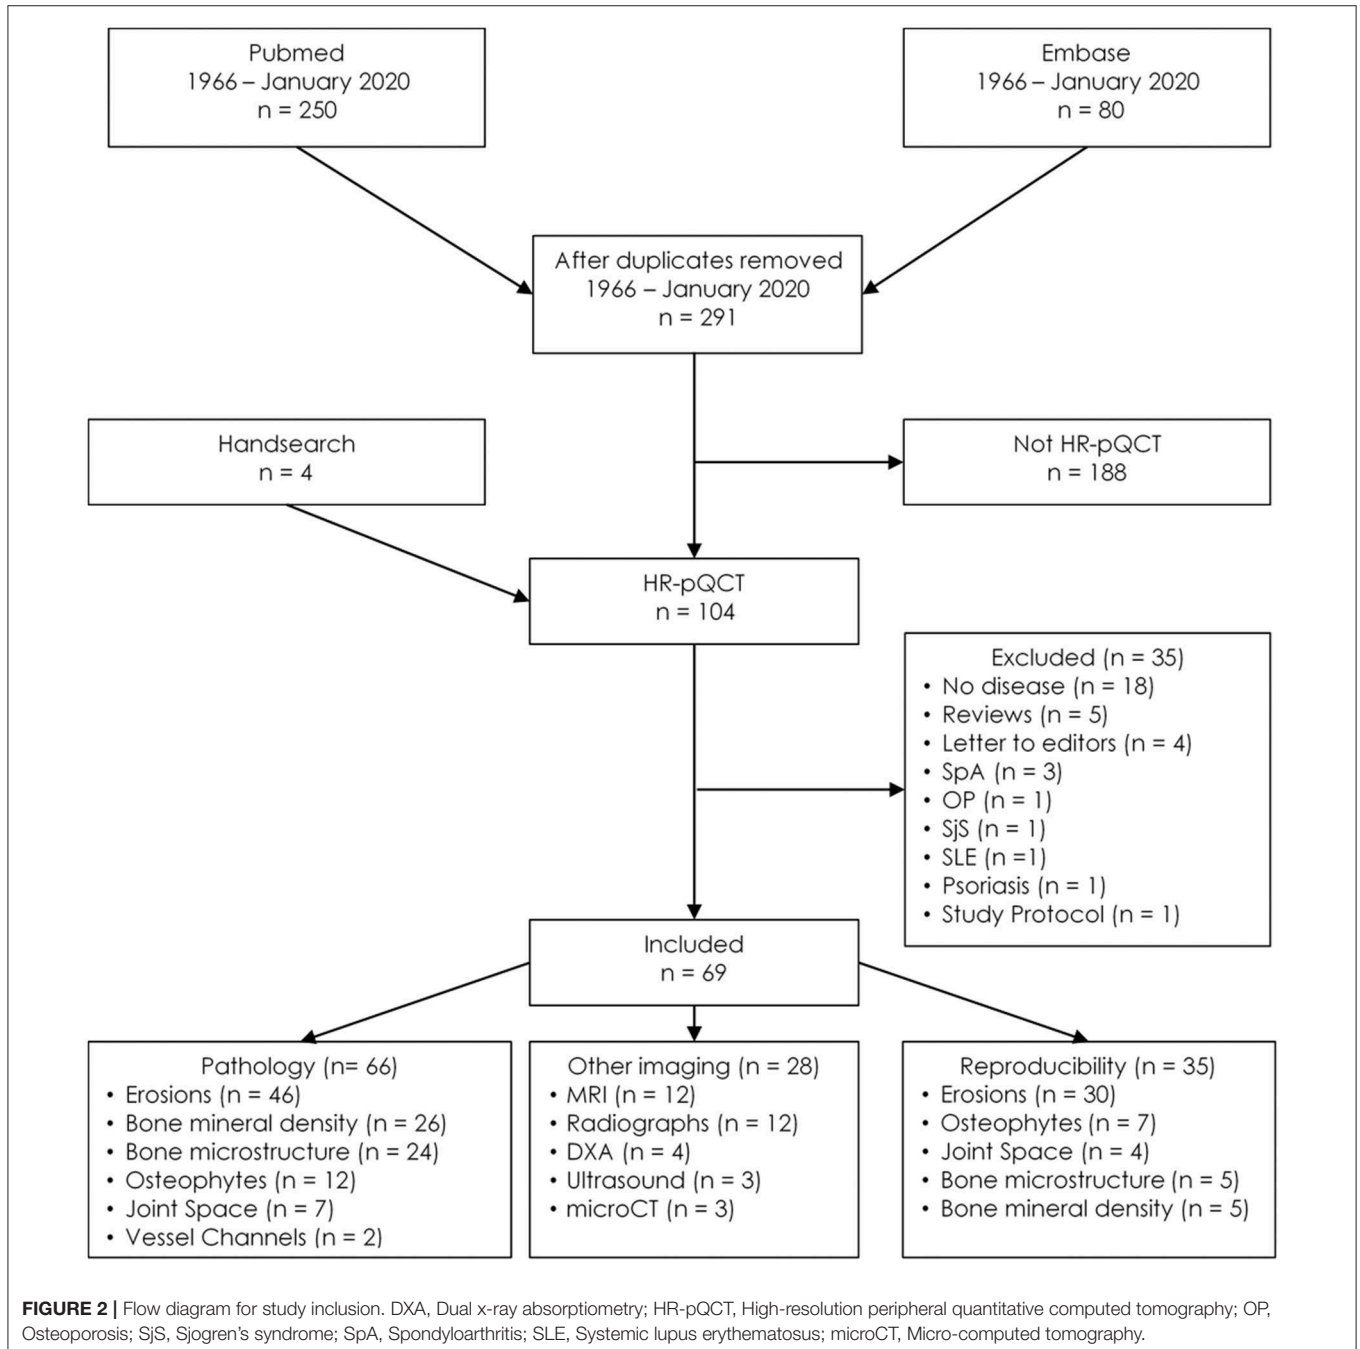 Pubmed
1966 – January 2020
n = 250
Embase
1966 – January 2020
n = 80
After duplicates removed
1966 – January 2020
n = 291
Handsearch
n = 4
Not HR-pQCT
n = 188
HR-pQCT
n = 104
Excluded (n = 35)
• No disease (n = 18)
• Reviews (n = 5)
• Letter to editors (n = 4)
• SpA (n = 3)
• OP (n = 1)
• SjS (n = 1)
• SLE (n =1)
• Psoriasis (n = 1)
• Study Protocol (n = 1)
Included
n = 69
Pathology (n= 66)
• Erosions (n = 46)
• Bone mineral density (n = 26)
• Bone microstructure (n = 24)
• Osteophytes (n = 12)
• Joint Space (n = 7)
• Vessel Channels (n = 2)
Other imaging (n = 28)
• MRI (n = 12)
• Radiographs (n = 12)
• DXA (n = 4)
• Ultrasound (n = 3)
• microCT (n = 3)
Reproducibility (n = 35)
• Erosions (n = 30)
• Osteophytes (n = 7)
• Joint Space (n = 4)
• Bone microstructure (n = 5)
• Bone mineral density (n = 5)
FIGURE 2 | Flow diagram for study inclusion. DXA, Dual x-ray absorptiometry; HR-pQCT, High-resolution peripheral quantitative computed tomography; OP,
Osteoporosis; SjS, Sjogren's syndrome; SpA, Spondyloarthritis; SLE, Systemic lupus erythematosus; microCT, Micro-computed tomography.